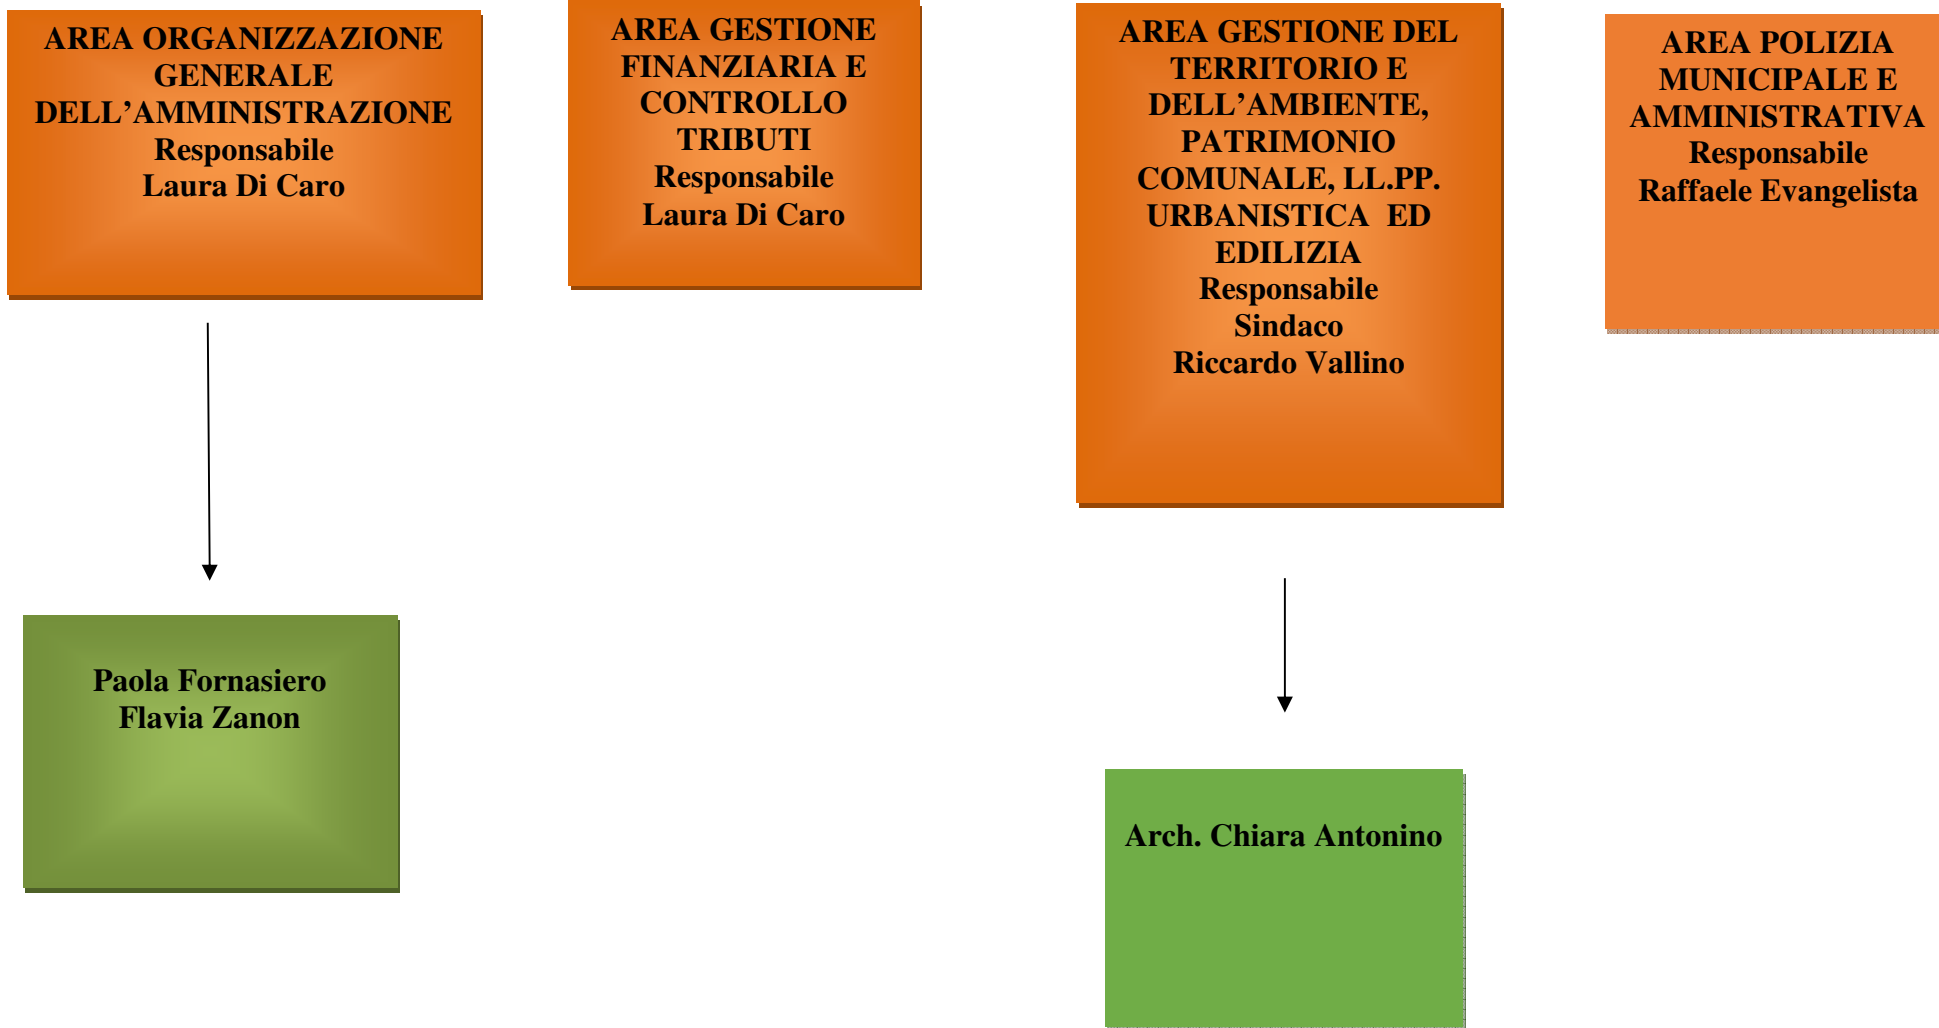 AREA ORGANIZZAZIONE
GENERALE
DELL’AMMINISTRAZIONE
Responsabile
Laura Di Caro
AREA GESTIONE
FINANZIARIA E
CONTROLLO
TRIBUTI
Responsabile
Laura Di Caro
AREA GESTIONE DEL
TERRITORIO E
DELL’AMBIENTE,
PATRIMONIO
COMUNALE, LL.PP.
URBANISTICA  ED
EDILIZIA
Responsabile
Sindaco
Riccardo Vallino
AREA POLIZIA
MUNICIPALE E
AMMINISTRATIVA
Responsabile
Raffaele Evangelista
Paola Fornasiero
Flavia Zanon
Arch. Chiara Antonino